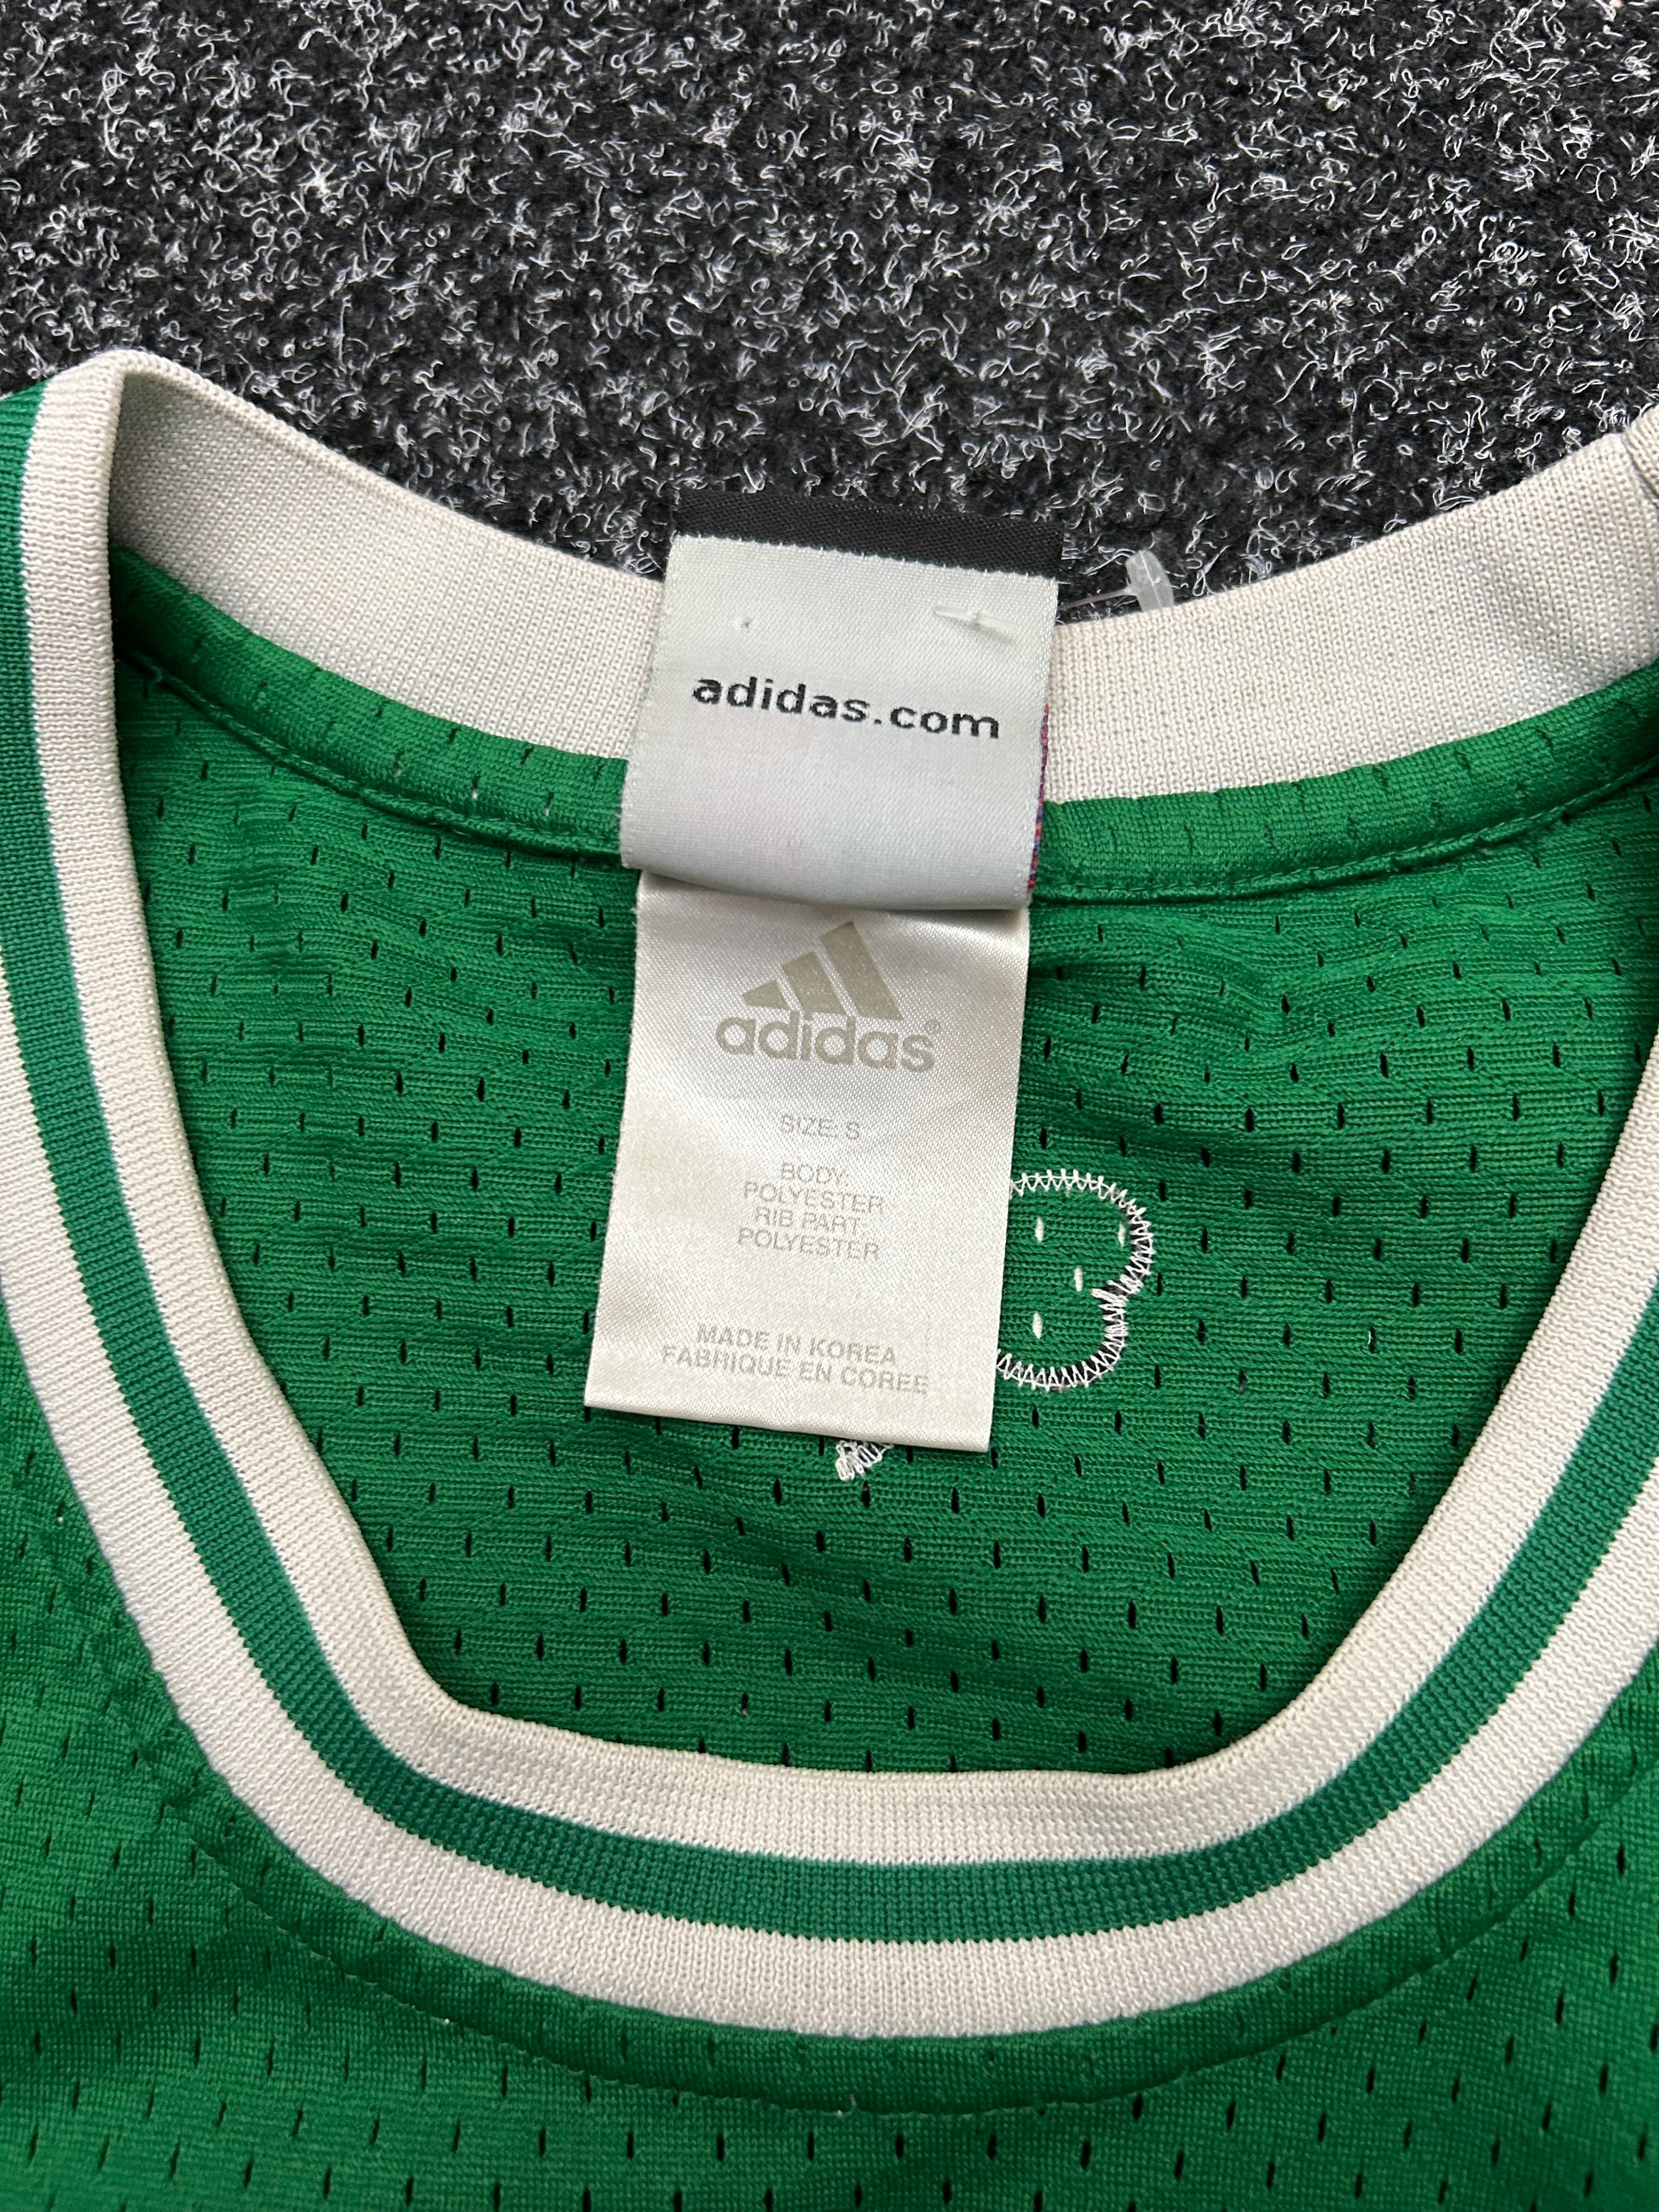 adidas.com
adidas®
SIZE: S
BODY:
POLYESTER
RIB PART
POLYESTER
MADE IN KOREA
FABRIQUE EN COREE